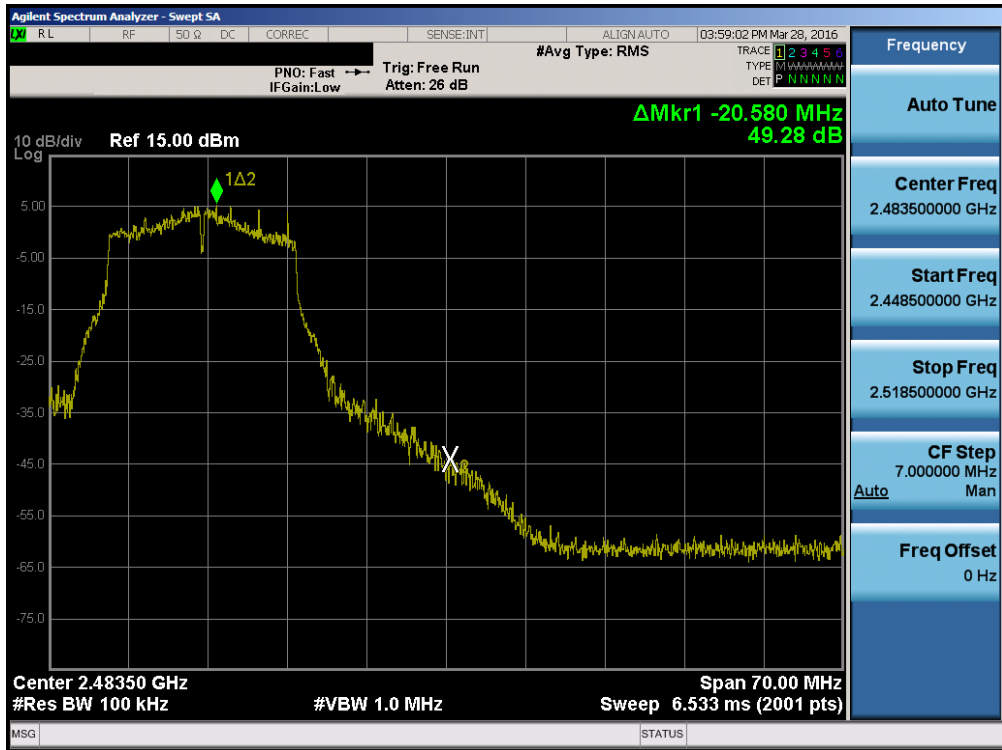 Agilent Spectrum Analyzer - Swept SA
LXI RL RF 50 Ω DC CORREC SENSE:INT ALIGN AUTO 03:59:02 PM Mar 28, 2016
#Avg Type: RMS TRACE 1 2 3 4 5 6
PNO: Fast Trig: Free Run TYPE M WWWWW
IFGain:Low Atten: 26 dB DET P N N N N N
ΔMkr1 -20.580 MHz
49.28 dB
10 dB/div Ref 15.00 dBm
Log
1Δ2
5.00
-5.00
-15.0
-25.0
-35.0
-45.0
X2
-55.0
-65.0
-75.0
Center 2.48350 GHz Span 70.00 MHz
#Res BW 100 kHz #VBW 1.0 MHz Sweep 6.533 ms (2001 pts)
MSG STATUS
Frequency
Auto Tune
Center Freq
2.483500000 GHz
Start Freq
2.448500000 GHz
Stop Freq
2.518500000 GHz
CF Step
7.000000 MHz
Auto Man
Freq Offset
0 Hz